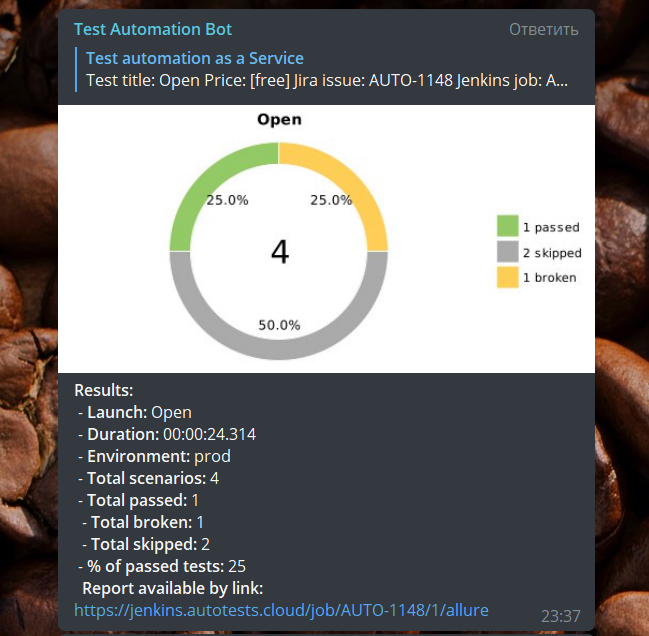 Test Automation Bot Ответить
Test automation as a Service
Test title: Open Price: [free] Jira issue: AUTO-1148 Jenkins job: A...
Open
25.0% 25.0%
4
50.0%
1 passed
2 skipped
1 broken
Results:
- Launch: Open
- Duration: 00:00:24.314
- Environment: prod
- Total scenarios: 4
- Total passed: 1
- Total broken: 1
- Total skipped: 2
- % of passed tests: 25
Report available by link:
https://jenkins.autotests.cloud/job/AUTO-1148/1/allure
23:37